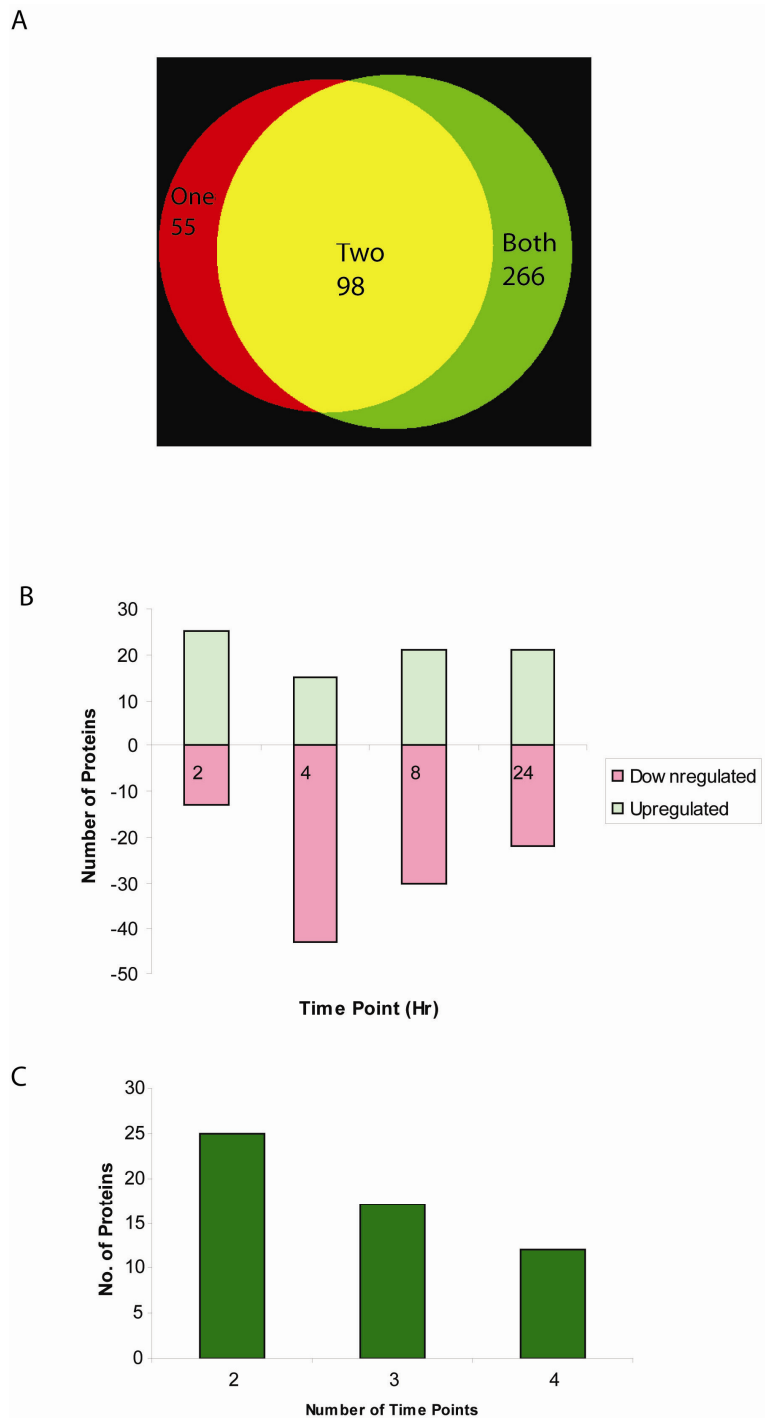 A
One
55
Two
98
Both
266
B
30
20
10
0
-10
-20
-30
-40
-50
Number of Proteins
2
4
8
24
Dow nregulated
Upregulated
Time Point (Hr)
C
30
25
20
15
10
5
0
No. of Proteins
2
3
4
Number of Time Points